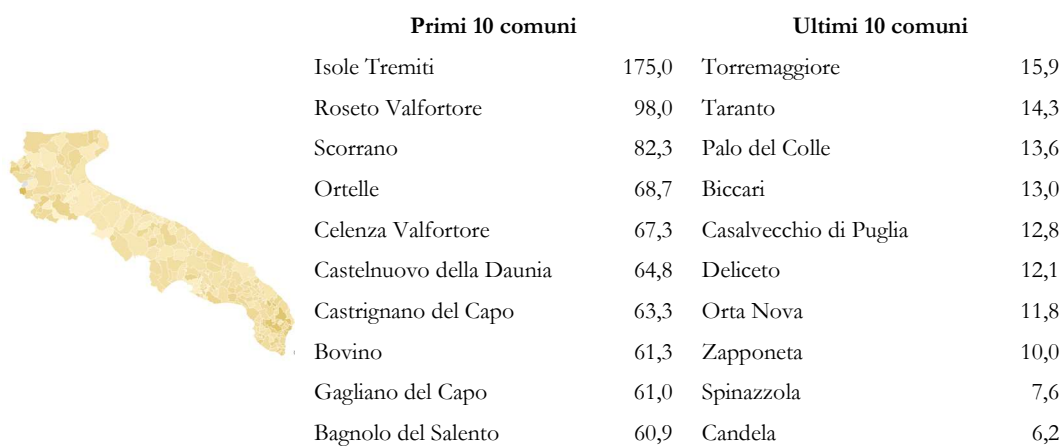 Primi 10 comuni Ultimi 10 comuni
Isole Tremiti 175,0 Torremaggiore 15,9
Roseto Valfortore 98,0 Taranto 14,3
Scorrano 82,3 Palo del Colle 13,6
Ortelle 68,7 Biccari 13,0
Celenza Valfortore 67,3 Casalvecchio di Puglia 12,8
Castelnuovo della Daunia 64,8 Deliceto 12,1
Castrignano del Capo 63,3 Orta Nova 11,8
Bovino 61,3 Zapponeta 10,0
Gagliano del Capo 61,0 Spinazzola 7,6
Bagnolo del Salento 60,9 Candela 6,2